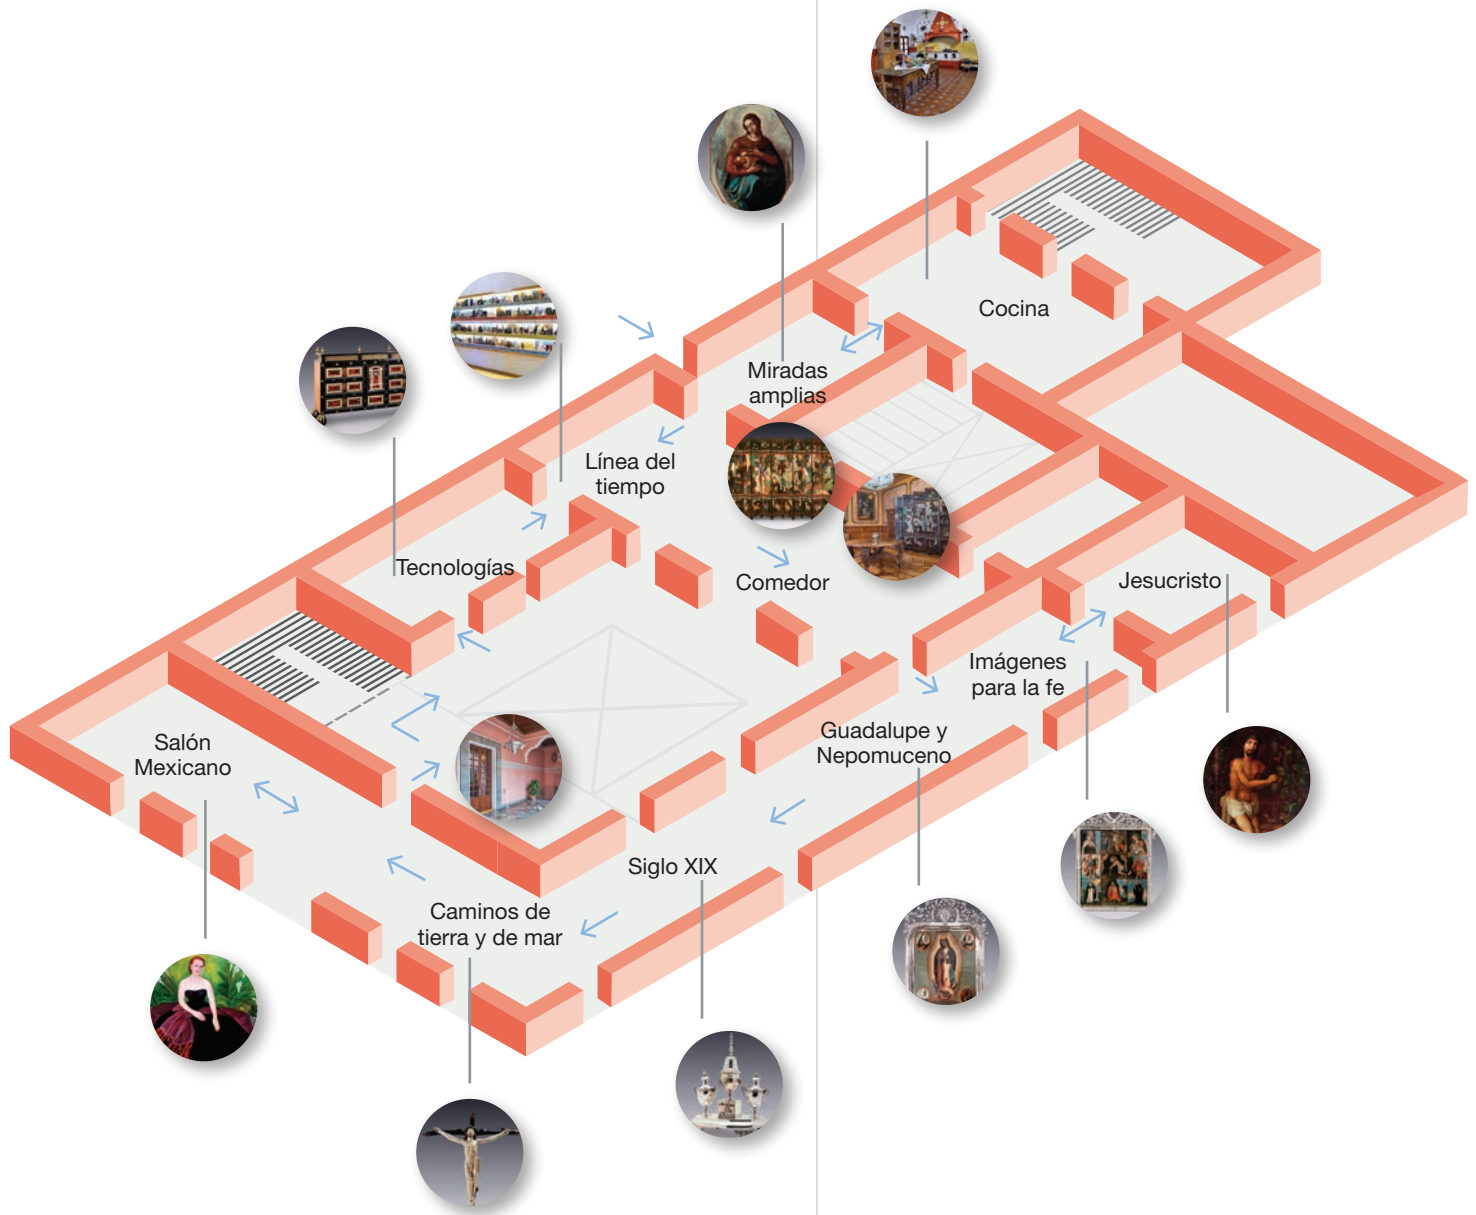 Cocina
Miradas
amplias
Línea del
tiempo
Tecnologías
Comedor
Jesucristo
Imágenes
para la fe
Guadalupe y
Nepomuceno
Salón
Mexicano
Siglo XIX
Caminos de
tierra y de mar